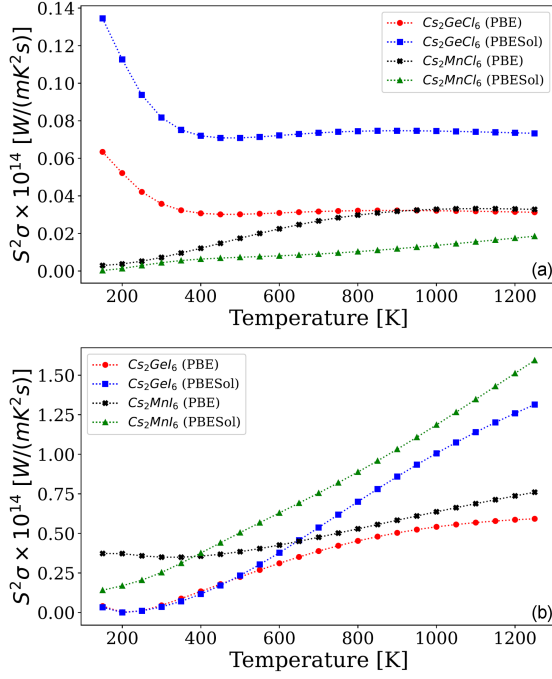 0.14
0.12
0.10
0.08
0.06
0.04
0.02
0.00
S²σ × 10¹⁴ [W/(mK²s)]
Cs₂GeCl₆ (PBE)
Cs₂GeCl₆ (PBESol)
Cs₂MnCl₆ (PBE)
Cs₂MnCl₆ (PBESol)
(a)
200 400 600 800 1000 1200
Temperature [K]
1.50
1.25
1.00
0.75
0.50
0.25
0.00
S²σ × 10¹⁴ [W/(mK²s)]
Cs₂GeI₆ (PBE)
Cs₂GeI₆ (PBESol)
Cs₂MnI₆ (PBE)
Cs₂MnI₆ (PBESol)
(b)
200 400 600 800 1000 1200
Temperature [K]